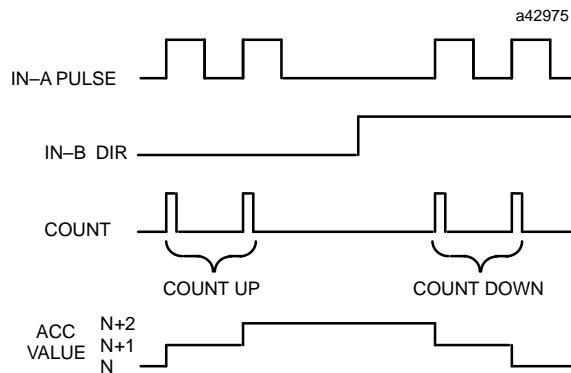 a42975
IN–A PULSE
IN–B DIR
COUNT
COUNT UP
COUNT DOWN
ACC
VALUE
N+2
N+1
N